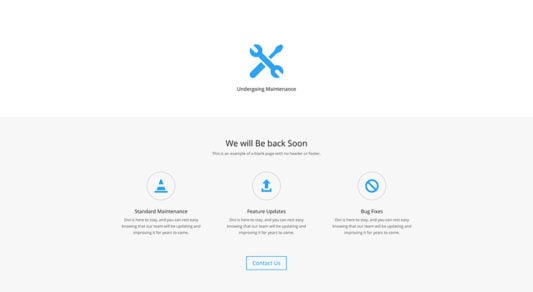 Undergoing Maintenance
We will Be back Soon
This is an example of a blank page with no header or footer.
Standard Maintenance
Divi is here to stay, and you can rest easy
knowing that our team will be updating and
improving it for years to come.
Feature Updates
Divi is here to stay, and you can rest easy
knowing that our team will be updating and
improving it for years to come.
Bug Fixes
Divi is here to stay, and you can rest easy
knowing that our team will be updating and
improving it for years to come.
Contact Us